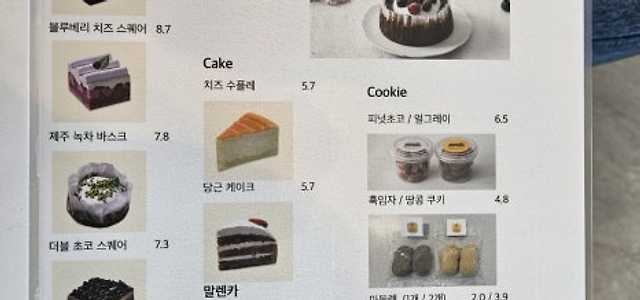 블루베리 치즈 스퀘어 8.7
제주 녹차 바스크 7.8
더블 초코 스퀘어 7.3
Cake
치즈 수플레 5.7
당근 케이크 5.7
말렌카
Cookie
피넛초코 / 얼그레이 6.5
흑임자 / 땅콩 쿠키 4.8
마들렌 (1개 / 2개) 2.0 / 3.9